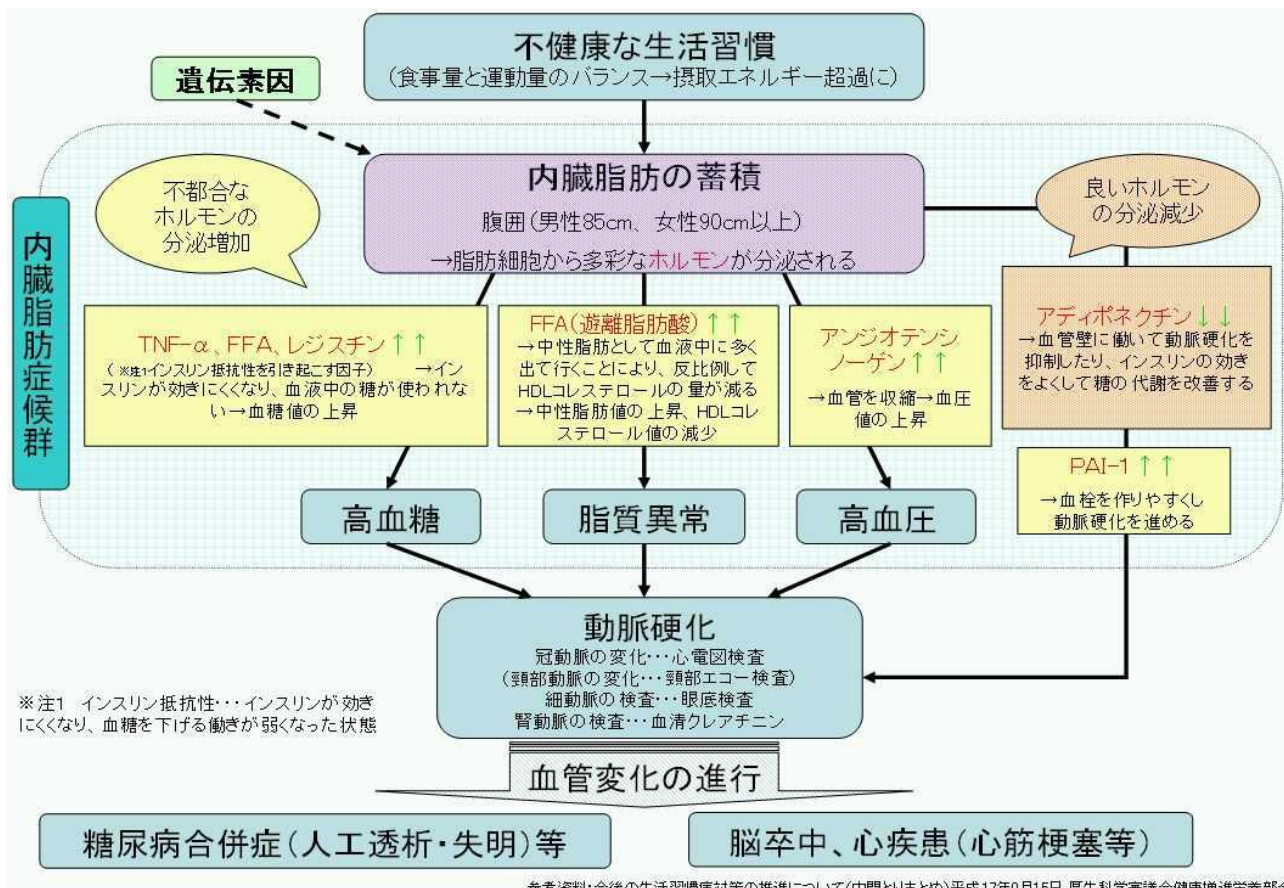 不健康な生活習慣
(食事量と運動量のバランス→摂取エネルギー超過に)
遺伝素因
内臓脂肪症候群
不都合な
ホルモンの
分泌増加
内臓脂肪の蓄積
腹囲(男性85cm、女性90cm以上)
→脂肪細胞から多彩なホルモンが分泌される
良いホルモン
の分泌減少
TNF-α、FFA、レジスチン↑↑
(※注1インスリン抵抗性を引き起こす因子) →イン
スリンが効きにくくなり、血液中の糖が使われな
い→血糖値の上昇
FFA(遊離脂肪酸)↑↑
→中性脂肪として血液中に多く
出て行くことにより、反比例して
HDLコレステロールの量が減る
→中性脂肪値の上昇、HDLコレ
ステロール値の減少
アンジオテンシ
ノーゲン↑↑
→血管を収縮→血圧
値の上昇
アディポネクチン↓↓
→血管壁に働いて動脈硬化を
抑制したり、インスリンの効き
をよくして糖の代謝を改善する
PAI-1↑↑
→血栓を作りやすくし
動脈硬化を進める
高血糖
脂質異常
高血圧
動脈硬化
冠動脈の変化･･･心電図検査
(頸部動脈の変化･･･頸部エコー検査)
細動脈の検査･･･眼底検査
腎動脈の検査･･･血清クレアチニン
※注1 インスリン抵抗性･･･インスリンが効き
にくくなり、血糖を下げる働きが弱くなった状態
血管変化の進行
糖尿病合併症(人工透析・失明)等
脳卒中、心疾患(心筋梗塞等)